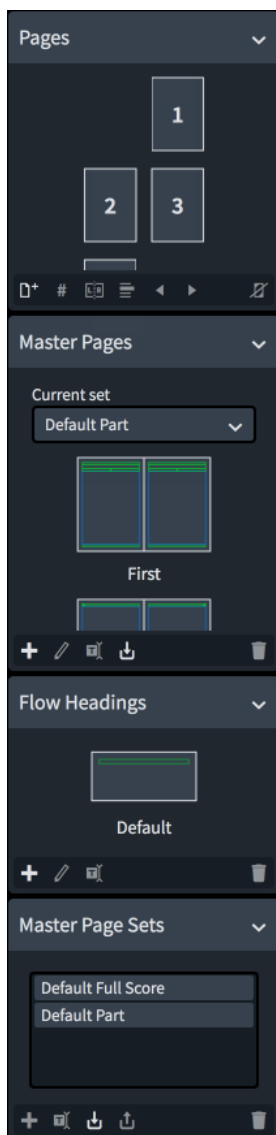 Pages
1
2
3
#
L R
Master Pages
Current set
Default Part
First
T
Flow Headings
Default
T
Master Page Sets
Default Full Score
Default Part
T